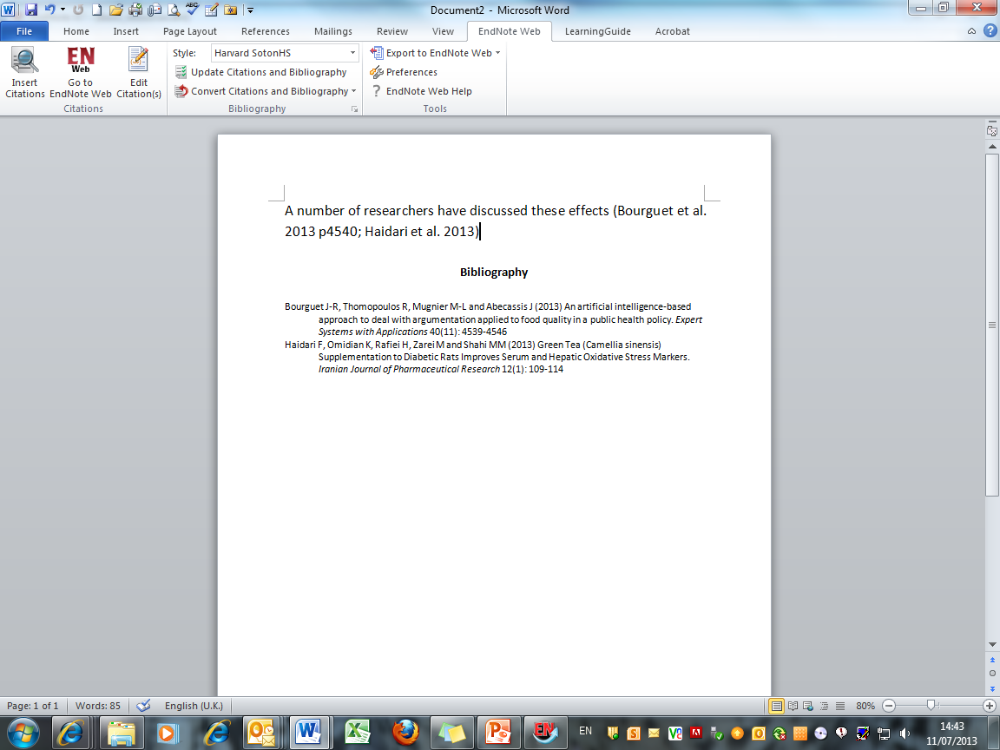 Document2 - Microsoft Word
File Home Insert Page Layout References Mailings Review View EndNote Web LearningGuide Acrobat
Insert Citations
EN Web
Go to EndNote Web
Edit Citation(s)
Citations
Style: Harvard SotonHS
Update Citations and Bibliography
Convert Citations and Bibliography
Bibliography
Export to EndNote Web
Preferences
EndNote Web Help
Tools
A number of researchers have discussed these effects (Bourguet et al.
2013 p4540; Haidari et al. 2013)
Bibliography
Bourguet J-R, Thomopoulos R, Mugnier M-L and Abecassis J (2013) An artificial intelligence-based
approach to deal with argumentation applied to food quality in a public health policy. Expert
Systems with Applications 40(11): 4539-4546
Haidari F, Omidian K, Rafiei H, Zarei M and Shahi MM (2013) Green Tea (Camellia sinensis)
Supplementation to Diabetic Rats Improves Serum and Hepatic Oxidative Stress Markers.
Iranian Journal of Pharmaceutical Research 12(1): 109-114
Page: 1 of 1 Words: 85 English (U.K.) 80%
EN 14:43
11/07/2013